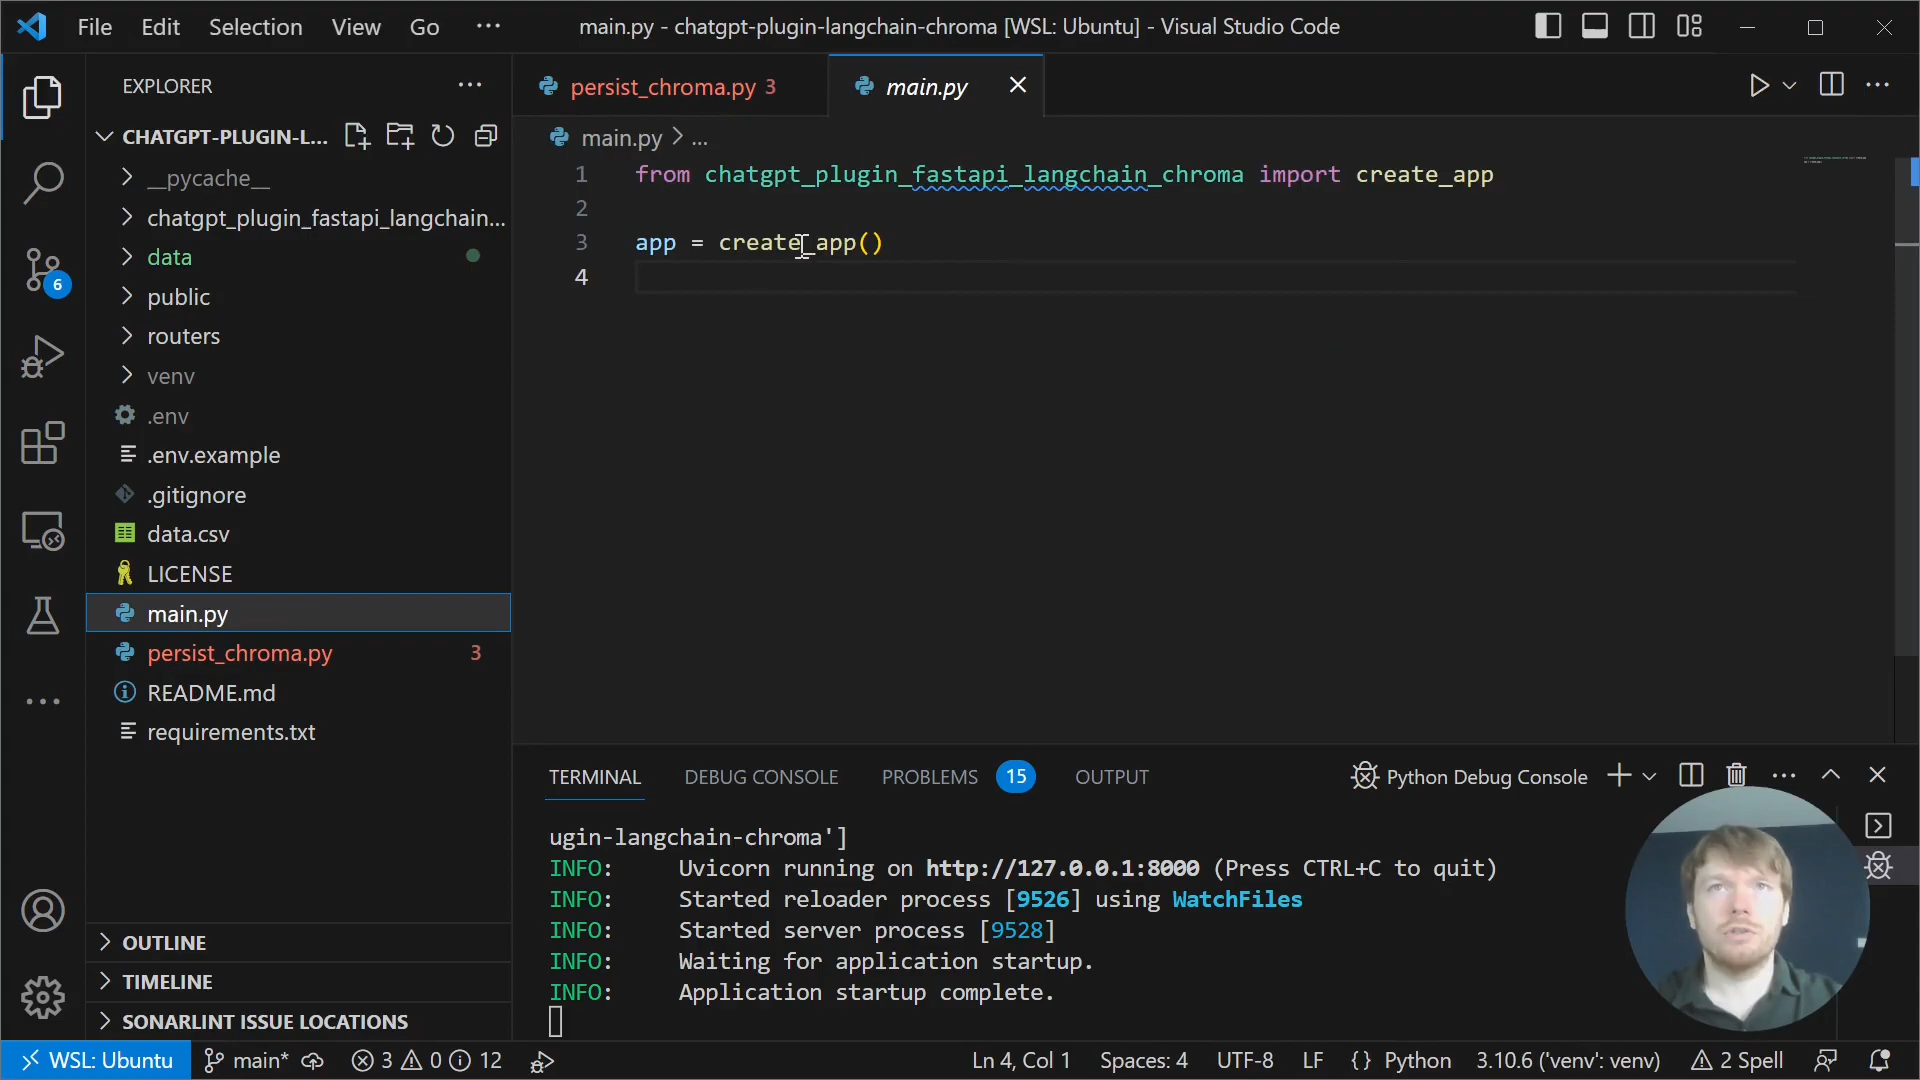 File Edit Selection View Go ··· main.py - chatgpt-plugin-langchain-chroma [WSL: Ubuntu] - Visual Studio Code
EXPLORER
CHATGPT-PLUGIN-L...
__pycache__
chatgpt_plugin_fastapi_langchain...
data
public
routers
venv
.env
.env.example
.gitignore
data.csv
LICENSE
main.py
persist_chroma.py 3
README.md
requirements.txt
OUTLINE
TIMELINE
SONARLINT ISSUE LOCATIONS
6
persist_chroma.py 3 main.py
main.py > ...
1 from chatgpt_plugin_fastapi_langchain_chroma import create_app
2
3 app = create_app()
4
TERMINAL DEBUG CONSOLE PROBLEMS 15 OUTPUT Python Debug Console
ugin-langchain-chroma']
INFO: Uvicorn running on http://127.0.0.1:8000 (Press CTRL+C to quit)
INFO: Started reloader process [9526] using WatchFiles
INFO: Started server process [9528]
INFO: Waiting for application startup.
INFO: Application startup complete.
WSL: Ubuntu main* 3 0 12 Ln 4, Col 1 Spaces: 4 UTF-8 LF {} Python 3.10.6 ('venv': venv) 2 Spell